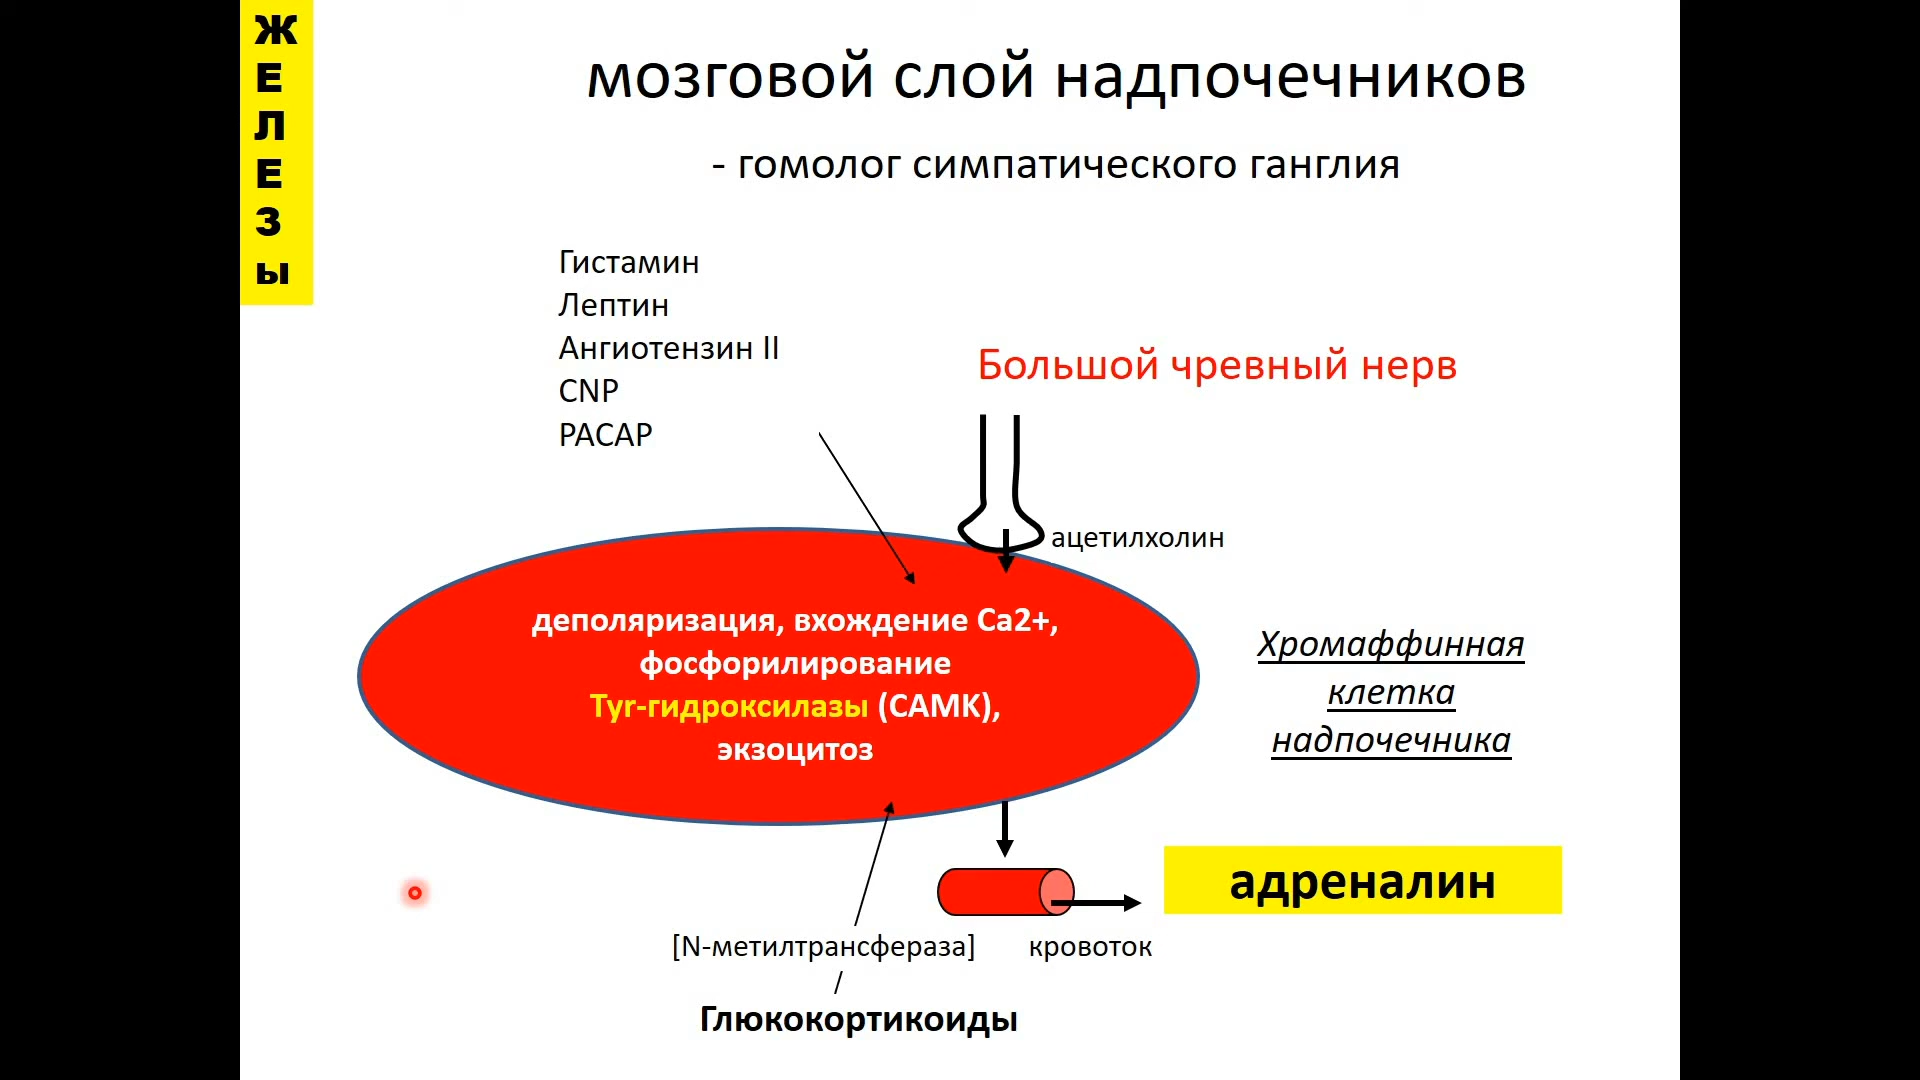 Ж
Е
Л
Е
З
ы
мозговой слой надпочечников
- гомолог симпатического ганглия
Гистамин
Лептин
Ангиотензин II
CNP
PACAP
Большой чревный нерв
ацетилхолин
деполяризация, вхождение Ca2+,
фосфорилирование
Tyr-гидроксилазы (CAMK),
экзоцитоз
Хромаффинная
клетка
надпочечника
адреналин
[N-метилтрансфераза]
кровоток
Глюкокортикоиды